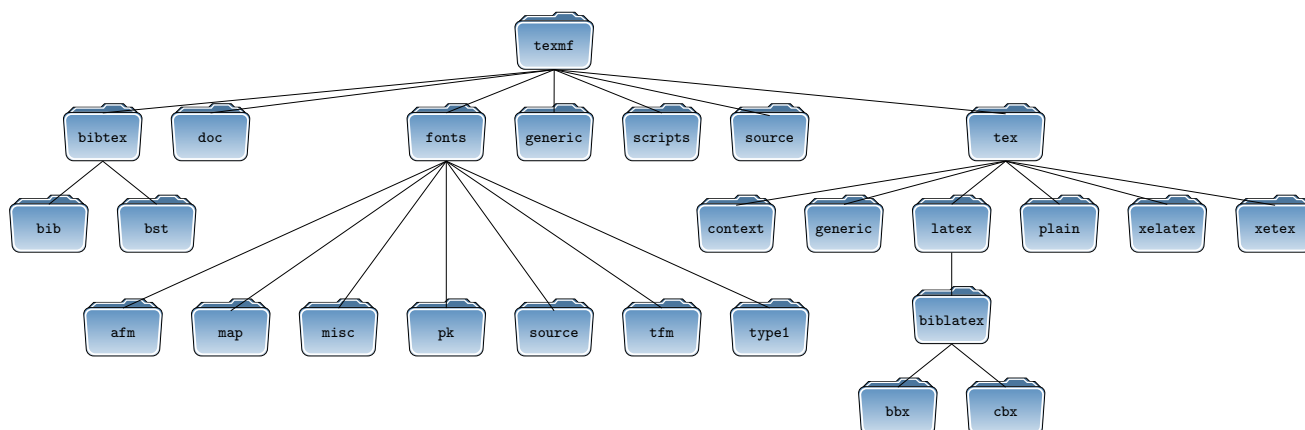 texmf
bibtex doc fonts generic scripts source tex
bib bst context generic latex plain xelatex xetex
afm map misc pk source tfm type1 biblatex
bbx cbx